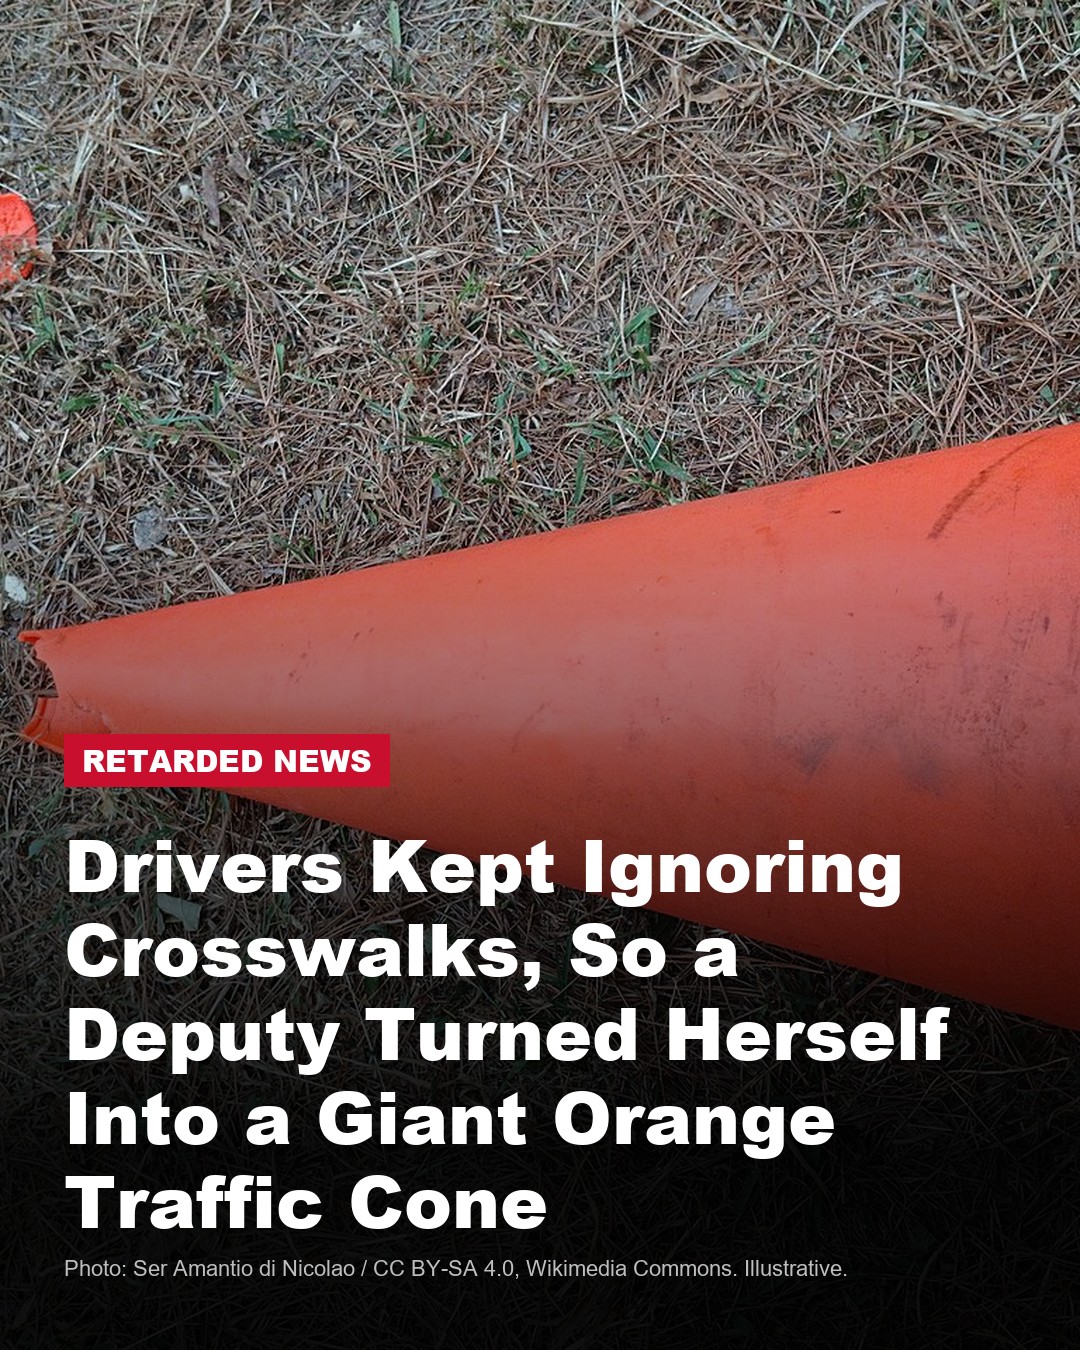 RETARDED NEWS
Drivers Kept Ignoring
Crosswalks, So a
Deputy Turned Herself
Into a Giant Orange
Traffic Cone
Photo: Ser Amantio di Nicolao / CC BY-SA 4.0, Wikimedia Commons. Illustrative.